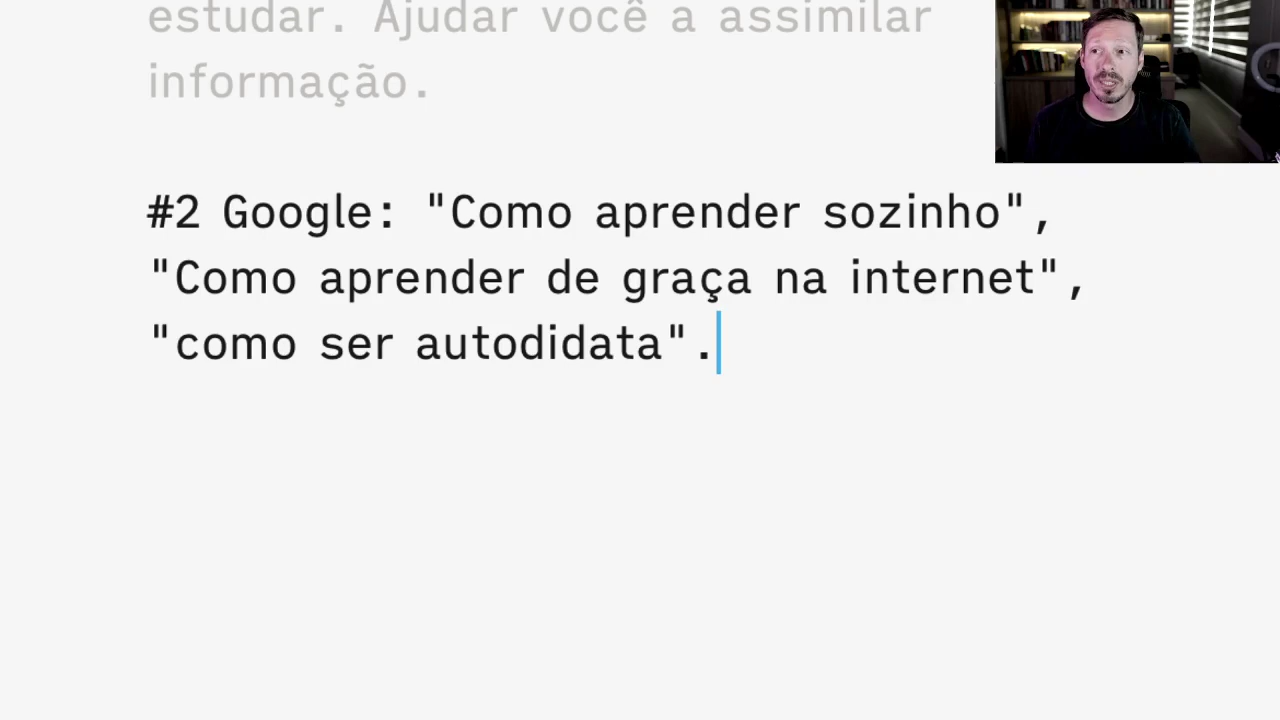 estudar. Ajudar você a assimilar
informação.
#2 Google: "Como aprender sozinho",
"Como aprender de graça na internet",
"como ser autodidata".